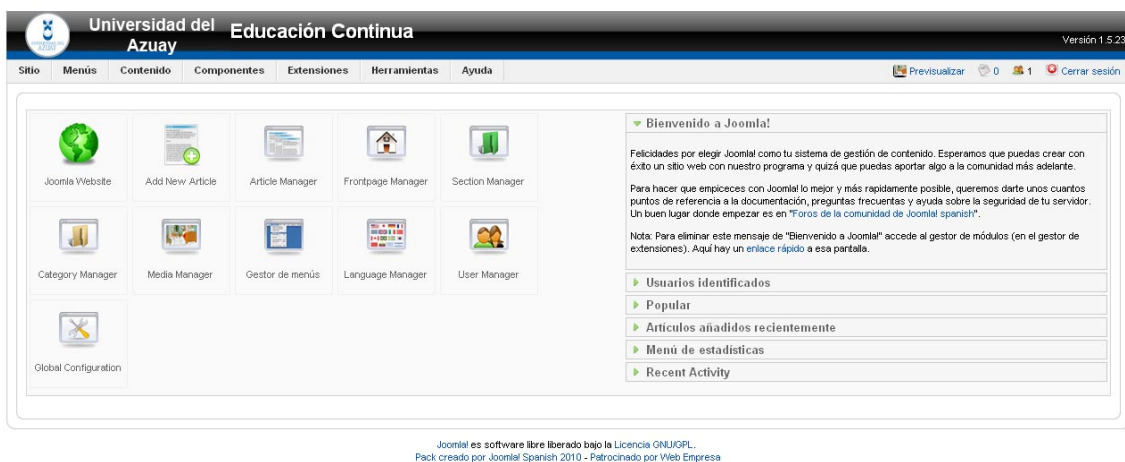 Universidad del
Azuay
Educación Continua
Versión 1.5.23
Sitio Menús Contenido Componentes Extensiones Herramientas Ayuda
Previsualizar 0 1 Cerrar sesión
Joomla Website
Add New Article
Article Manager
Frontpage Manager
Section Manager
Category Manager
Media Manager
Gestor de menús
Language Manager
User Manager
Global Configuration
Bienvenido a Joomla!
Felicidades por elegir Joomla! como tu sistema de gestión de contenido. Esperamos que puedas crear con
éxito un sitio web con nuestro programa y quizá que puedas aportar algo a la comunidad más adelante.
Para hacer que empiceces con Joomla! lo mejor y más rapidamente posible, queremos darte unos cuantos
puntos de referencia a la documentación, preguntas frecuentes y ayuda sobre la seguridad de tu servidor.
Un buen lugar donde empezar es en "Foros de la comunidad de Joomla! spanish".
Nota: Para eliminar este mensaje de "Bienvenido a Joomla!" accede al gestor de módulos (en el gestor de
extensiones). Aquí hay un enlace rápido a esa pantalla.
Usuarios identificados
Popular
Artículos añadidos recientemente
Menú de estadísticas
Recent Activity
Joomla! es software libre liberado bajo la Licencia GNU/GPL.
Pack creado por Joomla! Spanish 2010 - Patrocinado por Web Empresa